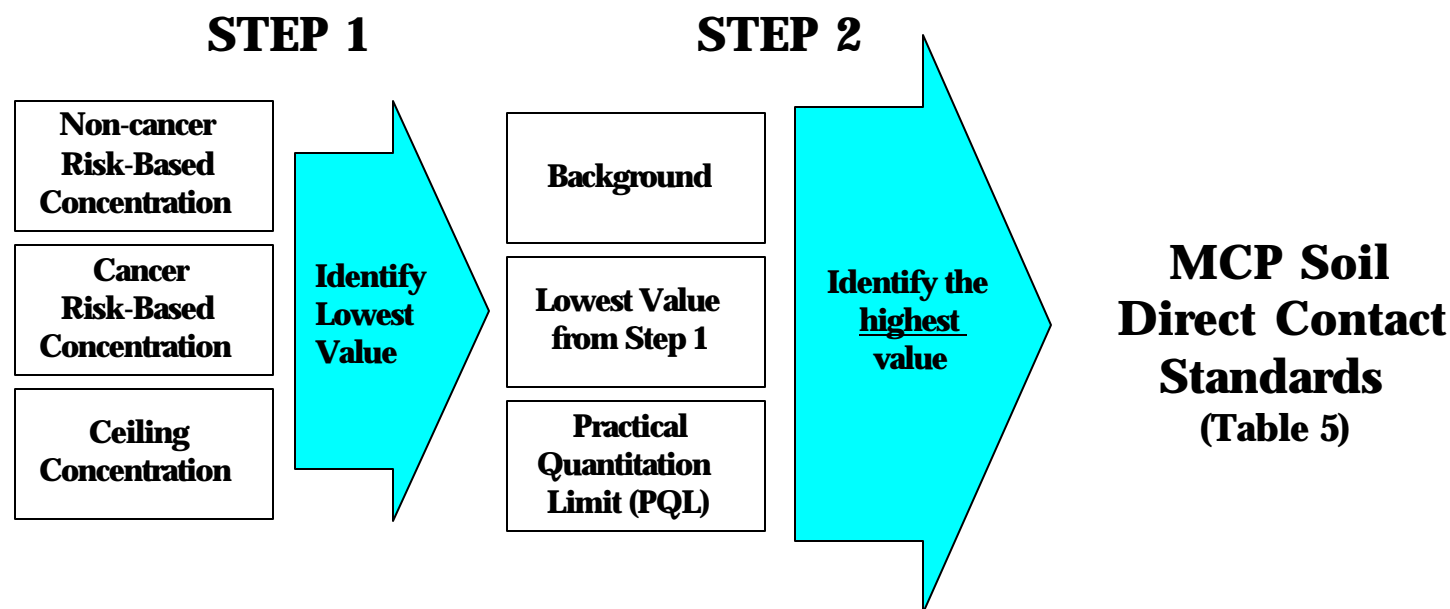 STEP 1
Non-cancer
Risk-Based
Concentration
Cancer
Risk-Based
Concentration
Ceiling
Concentration
Identify
Lowest
Value
STEP 2
Background
Lowest Value
from Step 1
Practical
Quantitation
Limit (PQL)
Identify the
highest
value
MCP Soil
Direct Contact
Standards
(Table 5)